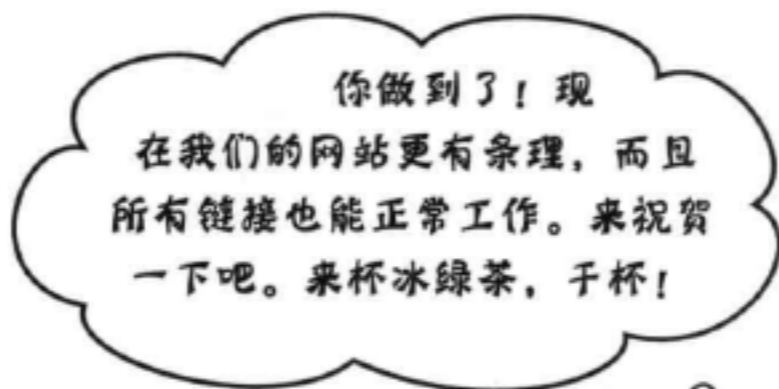 你做到了！现
在我们的网站更有条理，而且
所有链接也能正常工作。来祝贺
一下吧。来杯冰绿茶，干杯！